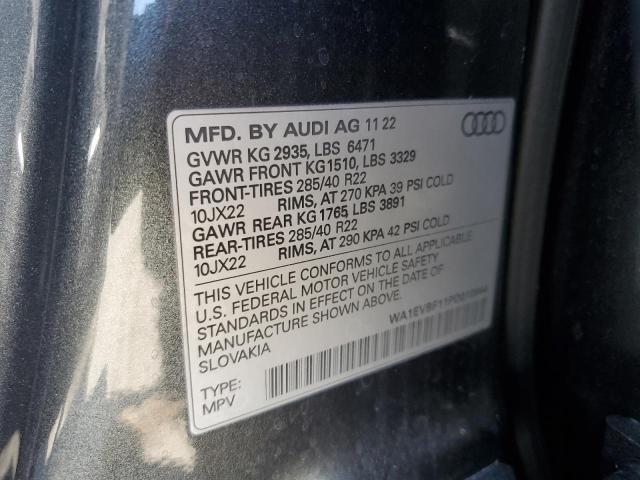 MFD. BY AUDI AG 11 22
GVWR KG 2935, LBS 6471
GAWR FRONT KG1510, LBS 3329
FRONT-TIRES 285/40 R22
10JX22 RIMS, AT 270 KPA 39 PSI COLD
GAWR REAR KG 1765, LBS 3891
REAR-TIRES 285/40 R22
10JX22 RIMS, AT 290 KPA 42 PSI COLD
THIS VEHICLE CONFORMS TO ALL APPLICABLE
U.S. FEDERAL MOTOR VEHICLE SAFETY
STANDARDS IN EFFECT ON THE DATE OF
MANUFACTURE SHOWN ABOVE.
SLOVAKIA
TYPE:
MPV